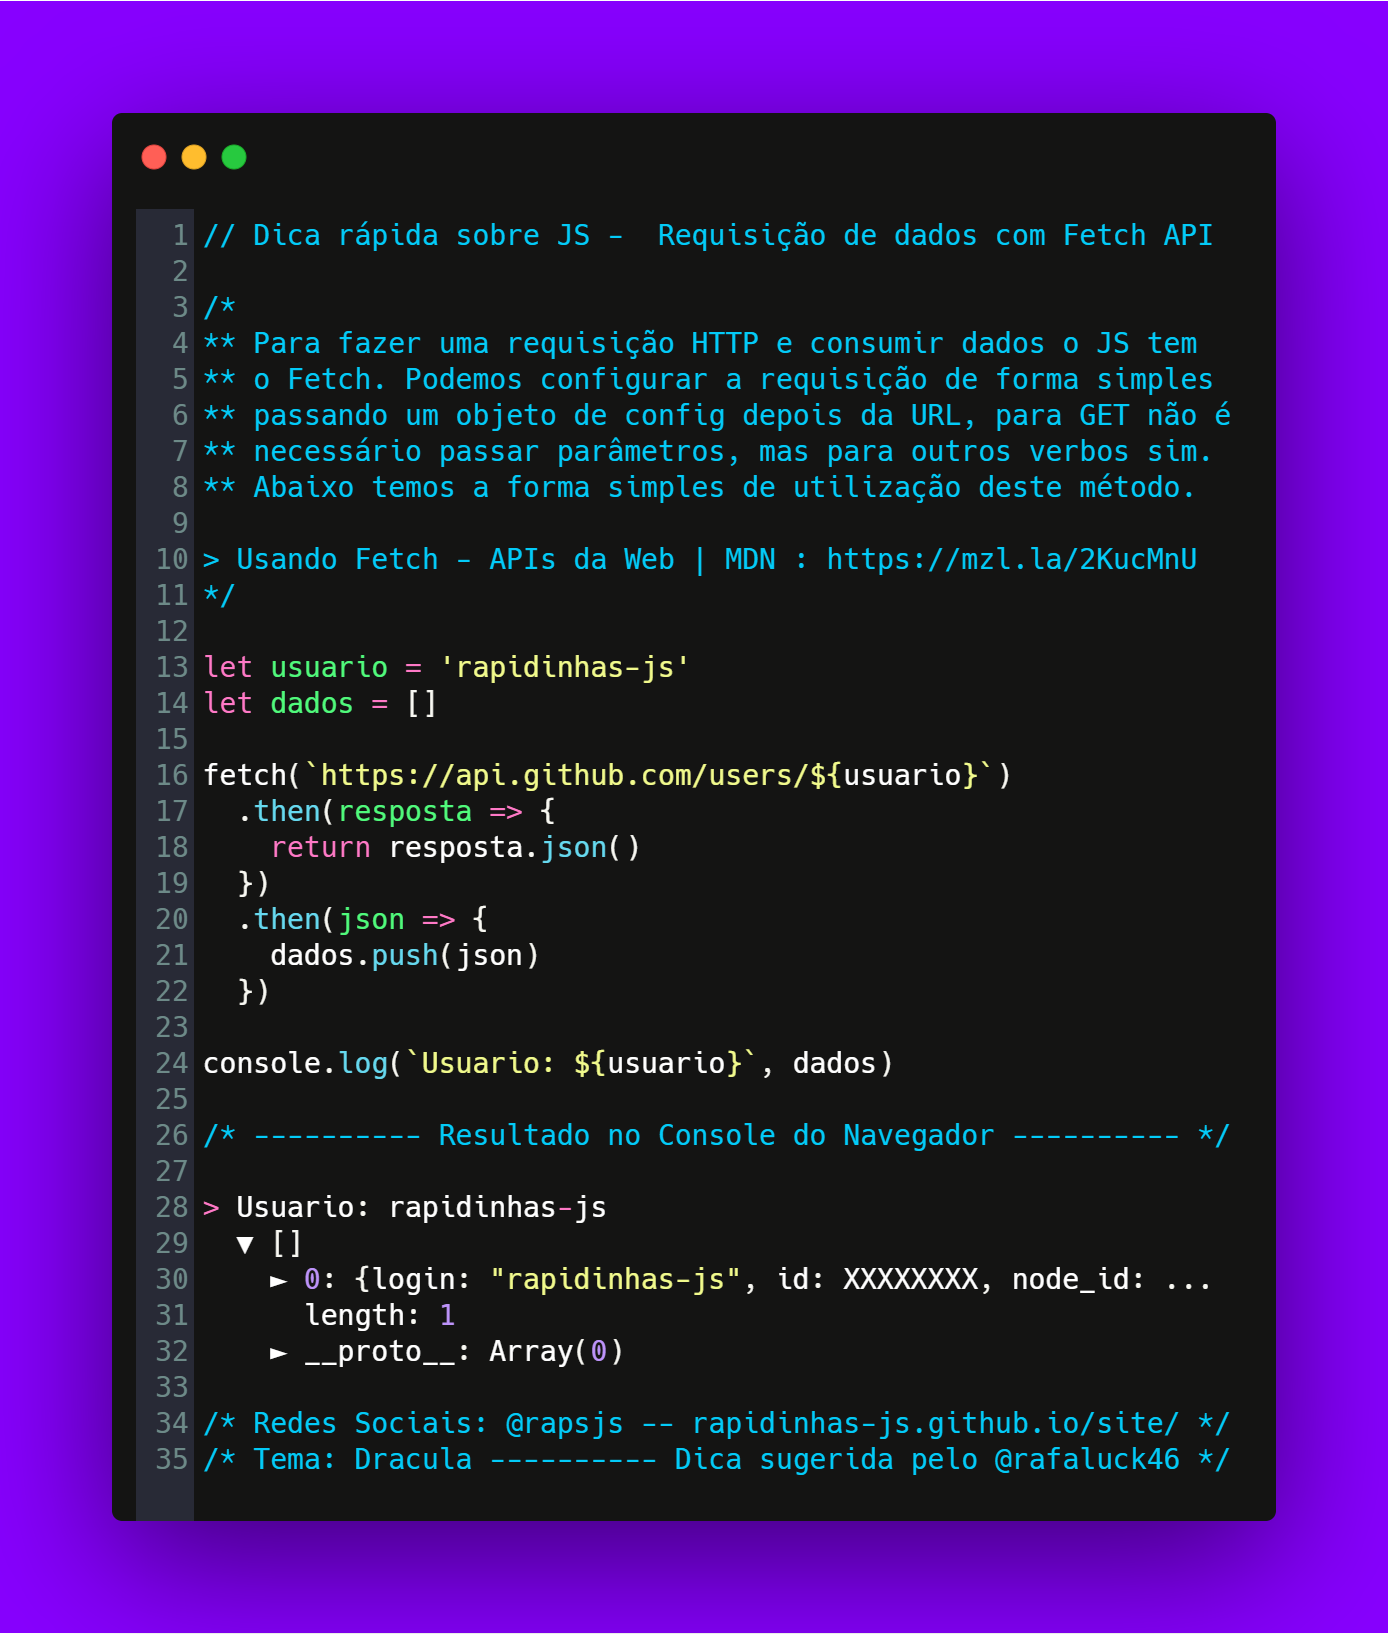 1 // Dica rápida sobre JS -  Requisição de dados com Fetch API
2
3 /*
4 ** Para fazer uma requisição HTTP e consumir dados o JS tem
5 ** o Fetch. Podemos configurar a requisição de forma simples
6 ** passando um objeto de config depois da URL, para GET não é
7 ** necessário passar parâmetros, mas para outros verbos sim.
8 ** Abaixo temos a forma simples de utilização deste método.
9
10 > Usando Fetch - APIs da Web | MDN : https://mzl.la/2KucMnU
11 */
12
13 let usuario = 'rapidinhas-js'
14 let dados = []
15
16 fetch(`https://api.github.com/users/${usuario}`)
17   .then(resposta => {
18     return resposta.json()
19   })
20   .then(json => {
21     dados.push(json)
22   })
23
24 console.log(`Usuario: ${usuario}`, dados)
25
26 /* ---------- Resultado no Console do Navegador ---------- */
27
28 > Usuario: rapidinhas-js
29   ▼ []
30     ► 0: {login: "rapidinhas-js", id: XXXXXXXX, node_id: ...
31       length: 1
32     ► __proto__: Array(0)
33
34 /* Redes Sociais: @rapsjs -- rapidinhas-js.github.io/site/ */
35 /* Tema: Dracula ---------- Dica sugerida pelo @rafaluck46 */